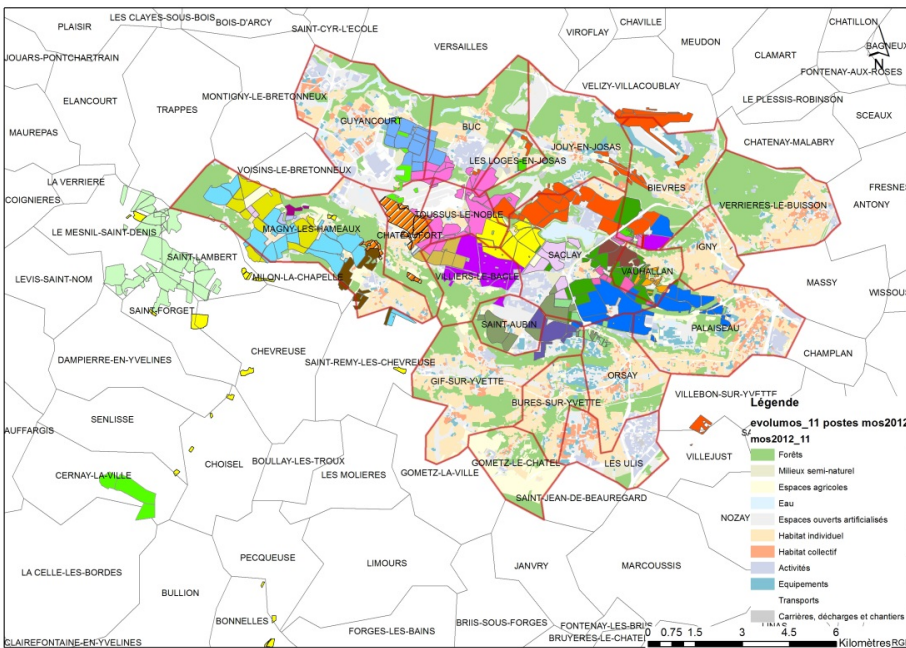 LES CLAYES-SOUS-BOIS
PLAISIR
BOIS-D'ARCY
SAINT-CYR-L'ECOLE
CHAVILLE
CHATILLON
VIROFLAY
VERSAILLES
MEUDON
BAGNEUX
JOUARS-PONTCHARTRAIN
CLAMART
N
FONTENAY-AUX-ROSES
VELIZY-VILLACOUBLAY
ELANCOURT
MONTIGNY-LE-BRETONNEUX
LE PLESSIS-ROBINSON
TRAPPES
SCEAUX
GUYANCOURT
BUC
MAUREPAS
CHATENAY-MALABRY
JOUY-EN-JOSAS
VOISINS-LE-BRETONNEUX
LES LOGES-EN-JOSAS
LA VERRIERE
BIEVRES
FRESNES
COIGNIERES
VERRIERES-LE-BUISSON
ANTONY
TOUSSUS-LE-NOBLE
LE MESNIL-SAINT-DENIS
MAGNY-LES-HAMEAUX
CHATEAUFORT
IGNY
SAINT-LAMBERT
SACLAY
VAUHALLAN
LEVIS-SAINT-NOM
MILON-LA-CHAPELLE
VILLIERS-LE-BACLE
MASSY
WISSOUS
SAINT-FORGET
SAINT-AUBIN
PALAISEAU
CHEVREUSE
DAMPIERRE-EN-YVELINES
SAINT-REMY-LES-CHEVREUSE
CHAMPLAN
ORSAY
GIF-SUR-YVETTE
VILLEBON-SUR-YVETTE
BURES-SUR-YVETTE
Légende
SENLISSE
evolumos_11 postes mos2012
AUFFARGIS
mos2012_11
VILLEJUST
CHOISEL
BOULLAY-LES-TROUX
GOMETZ-LE-CHATEL
LES ULIS
Forêts
CERNAY-LA-VILLE
LES MOLIERES
GOMETZ-LA-VILLE
Milieux semi-naturel
Espaces agricoles
SAINT-JEAN-DE-BEAUREGARD
Eau
NOZAY
Espaces ouverts artificialisés
Habitat individuel
PECQUEUSE
Habitat collectif
LIMOURS
JANVRY
MARCOUSSIS
LA CELLE-LES-BORDES
Activités
Equipements
BULLION
Transports
Carrières, décharges et chantiers
BONNELLES
BRIIS-SOUS-FORGES
FONTENAY-LES-BRIIS
FORGES-LES-BAINS
CLAIREFONTAINE-EN-YVELINES
0 0.75 1.5 3 4.5 6
Kilomètres